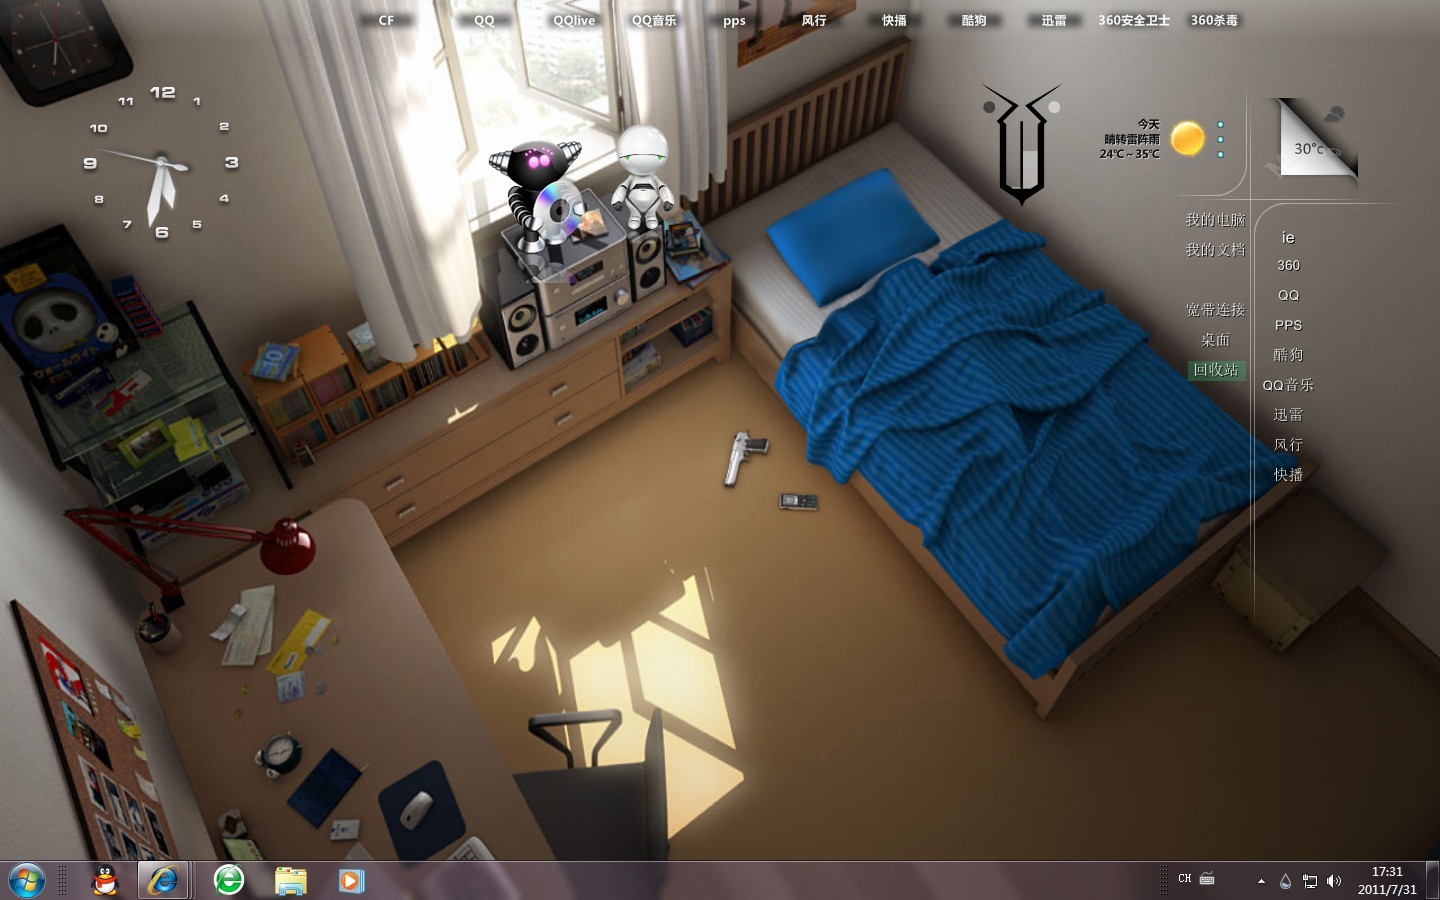 CF QQ QQlive QQ音乐 pps 风行 快播 酷狗 迅雷 360安全卫士 360杀毒
12
11 1
10 2
9 3
8 4
7 5
6
今天
晴转雷阵雨
24℃～35℃
30°c
我的电脑
我的文档
宽带连接
桌面
回收站
ie
360
QQ
PPS
酷狗
QQ音乐
迅雷
风行
快播
CH
17:31
2011/7/31